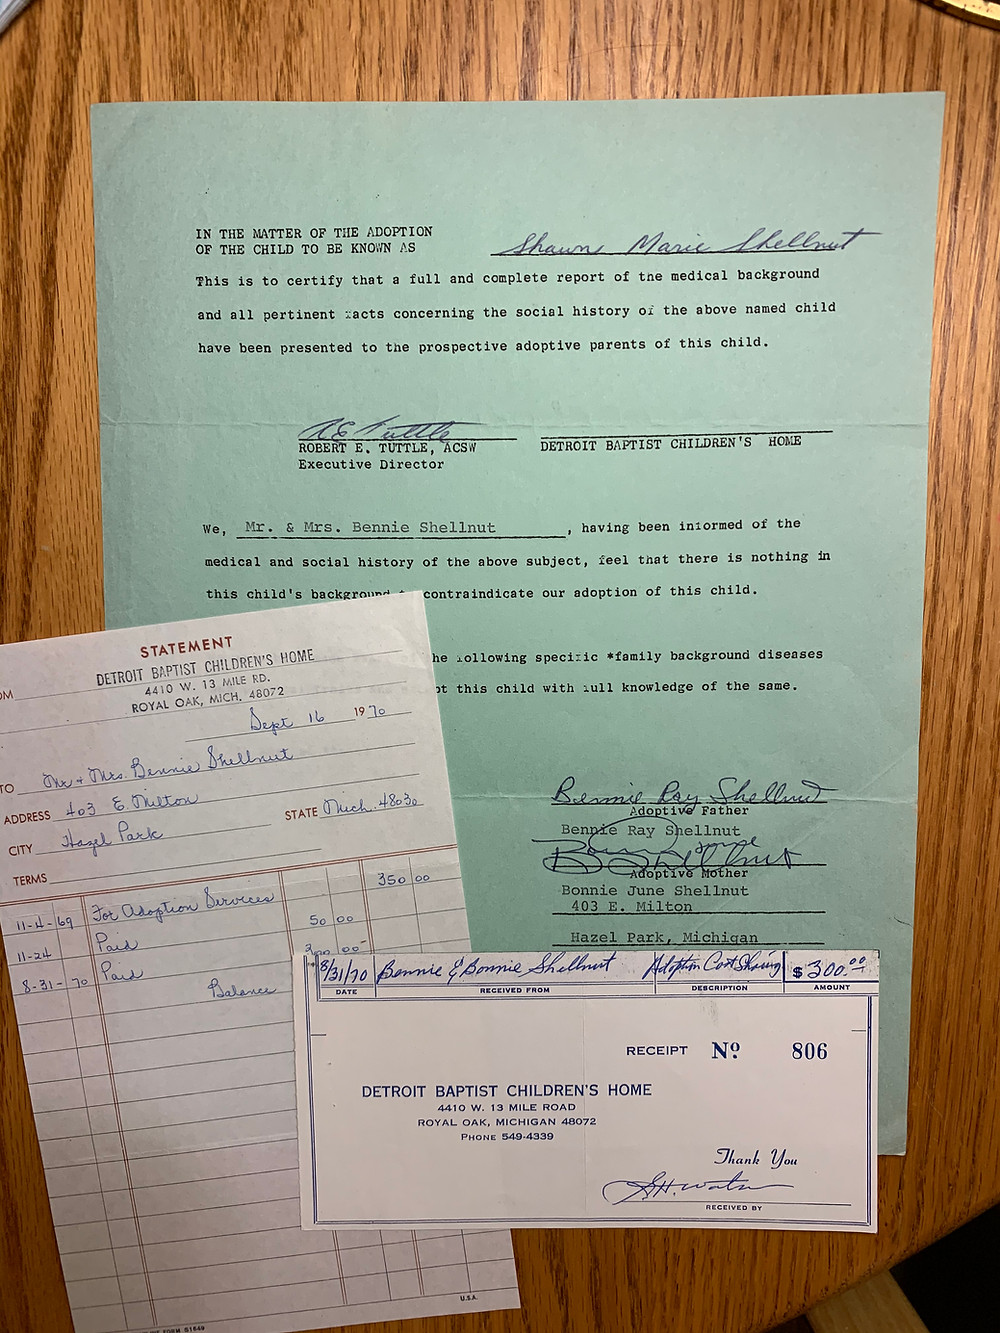 IN THE MATTER OF THE ADOPTION
OF THE CHILD TO BE KNOWN AS Shawn Marie Shellnut
This is to certify that a full and complete report of the medical background
and all pertinent facts concerning the social history of the above named child
have been presented to the prospective adoptive parents of this child.
R E Tuttle
ROBERT E. TUTTLE, ACSW
Executive Director
DETROIT BAPTIST CHILDREN'S HOME
We, Mr. & Mrs. Bennie Shellnut, having been informed of the
medical and social history of the above subject, feel that there is nothing in
this child's background contraindicate our adoption of this child.
he following specific *family background diseases
pt this child with full knowledge of the same.
Bennie Ray Shellnut
Adoptive Father
Bennie Ray Shellnut
Bonnie June Shellnut
Adoptive Mother
Bonnie June Shellnut
403 E. Milton
Hazel Park, Michigan
STATEMENT
OM DETROIT BAPTIST CHILDREN'S HOME
4410 W. 13 MILE RD.
ROYAL OAK, MICH. 48072
Sept 16 1970
TO Mr + Mrs. Bennie Shellnut
ADDRESS 403 E. Milton
CITY Hazel Park STATE Mich. 48030
TERMS
11-4-69 For Adoption Services 350 00
11-24 Paid 50 00
8-31-70 Paid 300 00
Balance
U.S.A.
FORM G1649
8/31/70 Bennie & Bonnie Shellnut Adoption Cost Sharing $300.00
DATE RECEIVED FROM DESCRIPTION AMOUNT
RECEIPT Nº 806
DETROIT BAPTIST CHILDREN'S HOME
4410 W. 13 MILE ROAD
ROYAL OAK, MICHIGAN 48072
PHONE 549-4339
Thank You
RECEIVED BY